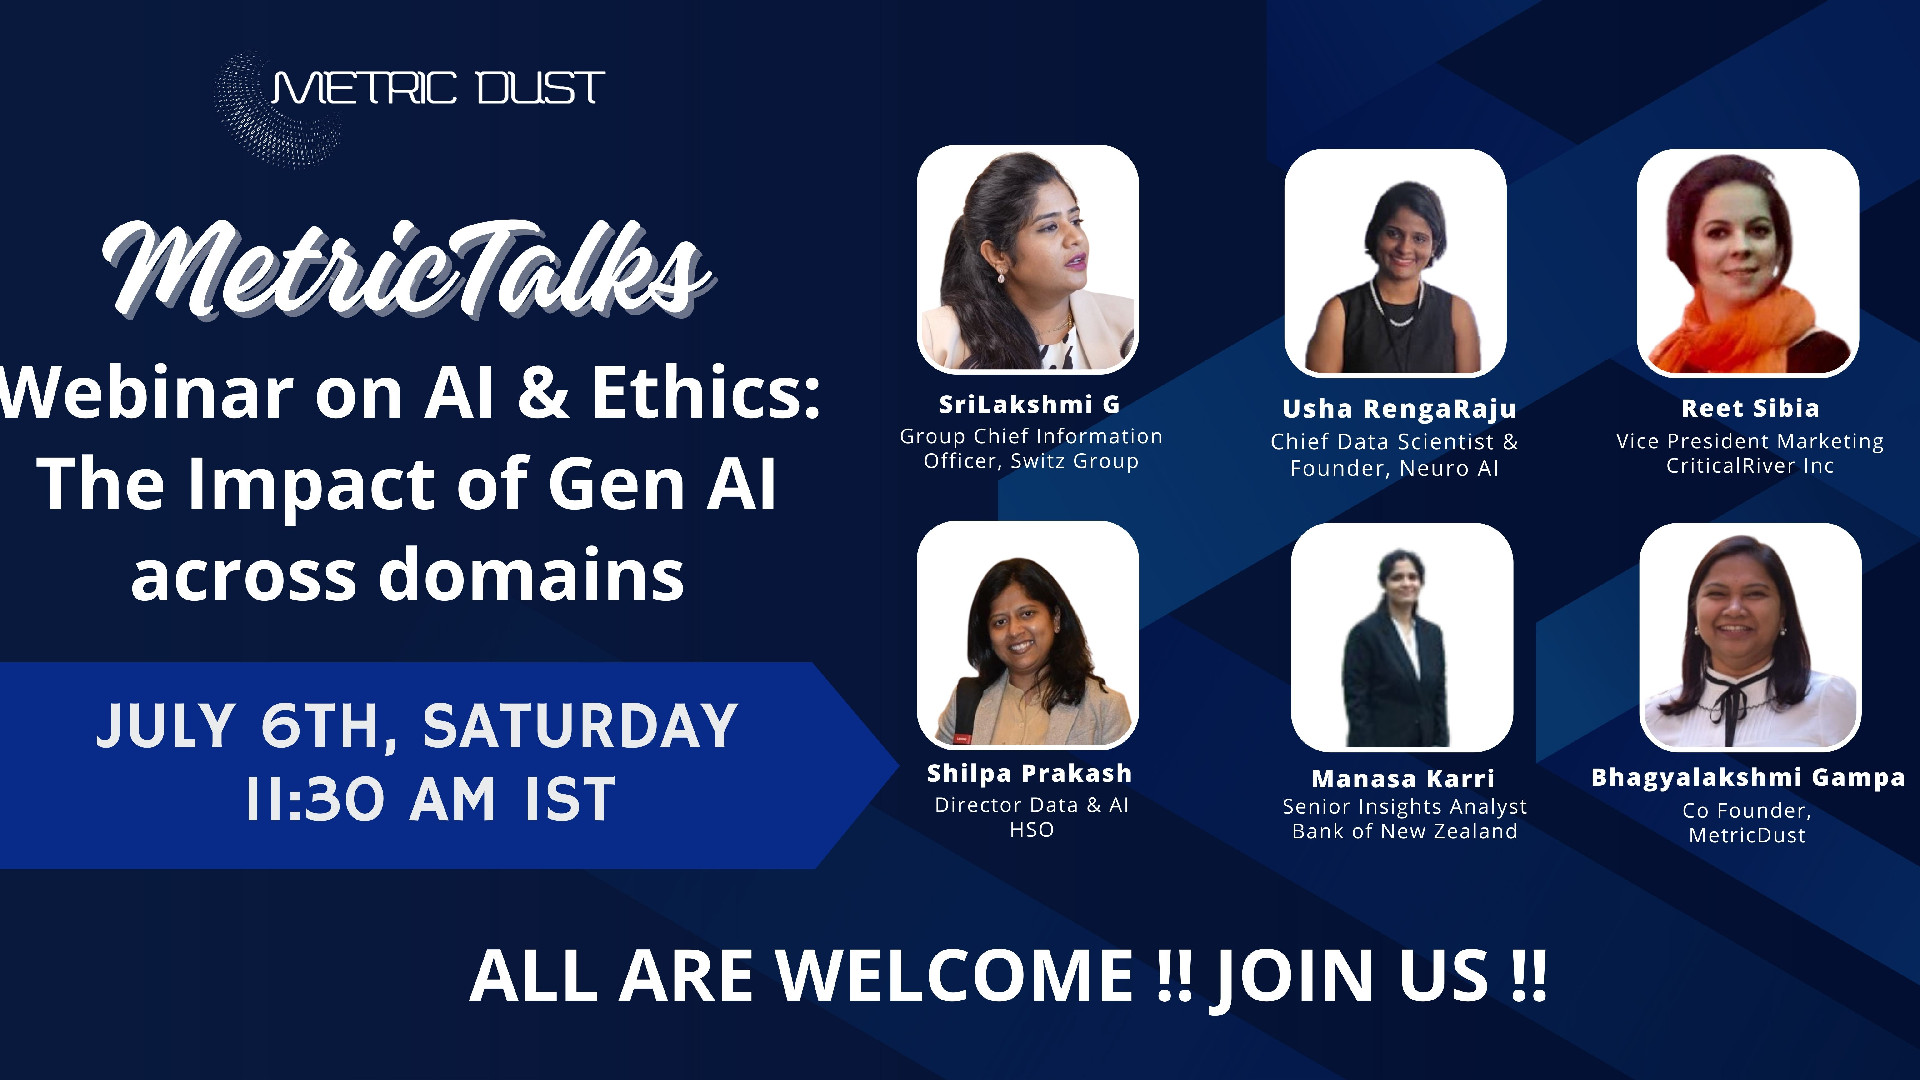 METRIC DUST
MetricTalks
Webinar on AI & Ethics:
The Impact of Gen AI
across domains
JULY 6TH, SATURDAY
11:30 AM IST
SriLakshmi G
Group Chief Information
Officer, Switz Group
Usha RengaRaju
Chief Data Scientist &
Founder, Neuro AI
Reet Sibia
Vice President Marketing
CriticalRiver Inc
Shilpa Prakash
Director Data & AI
HSO
Manasa Karri
Senior Insights Analyst
Bank of New Zealand
Bhagyalakshmi Gampa
Co Founder,
MetricDust
ALL ARE WELCOME !! JOIN US !!